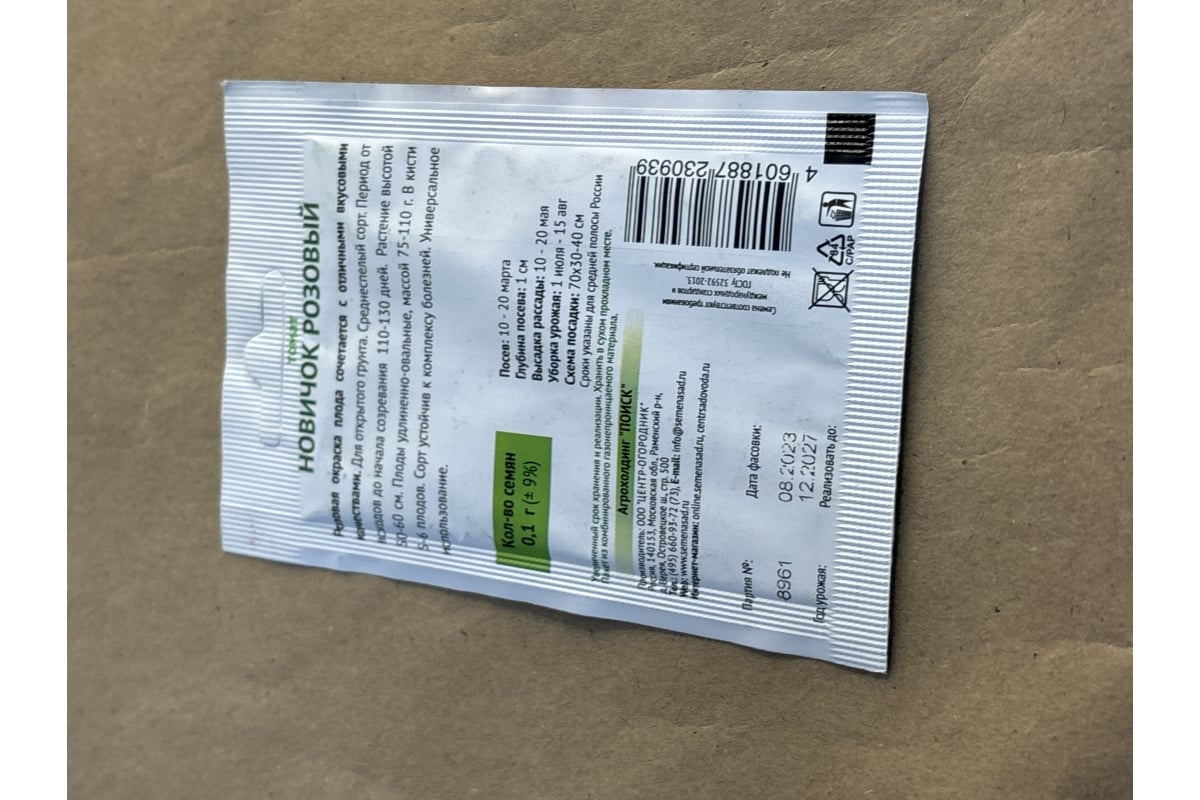 Томат
НОВИЧОК РОЗОВЫЙ
Розовая окраска плода сочетается с отличными вкусовыми
качествами. Для открытого грунта. Среднеспелый сорт. Период от
всходов до начала созревания 110-130 дней. Растение высотой
50-60 см. Плоды удлиненно-овальные, массой 75-110 г. В кисти
5-6 плодов. Сорт устойчив к комплексу болезней. Универсальное
использование.
Кол-во семян
0,1 г (± 9%)
Посев: 10 - 20 марта
Глубина посева: 1 см
Высадка рассады: 10 - 20 мая
Уборка урожая: 1 июля - 15 авг
Схема посадки: 70х30-40 см
Сроки указаны для средней полосы России
Увеличенный срок хранения и реализации. Хранить в сухом прохладном месте.
Пакет из комбинированного газонепроницаемого материала.
Агрохолдинг "ПОИСК"
Производитель: ООО "ЦЕНТР-ОГОРОДНИК"
Россия, 140153, Московская обл., Раменский р-н,
д.Верея, Островецкое ш., стр. 500
Тел.:(495) 660-93-72 (73), E-mail: info@semenasad.ru
Web: www.semenasad.ru
Интернет-магазин: online.semenasad.ru, centrsadovoda.ru
Семена соответствуют требованиям
международных стандартов и
ГОСТу 32592-2013.
Не подлежат обязательной сертификации.
4 601887 230939
84
C/PAP
Партия №:
Дата фасовки:
8961
08.2023
12.2027
Год урожая:
Реализовать до: